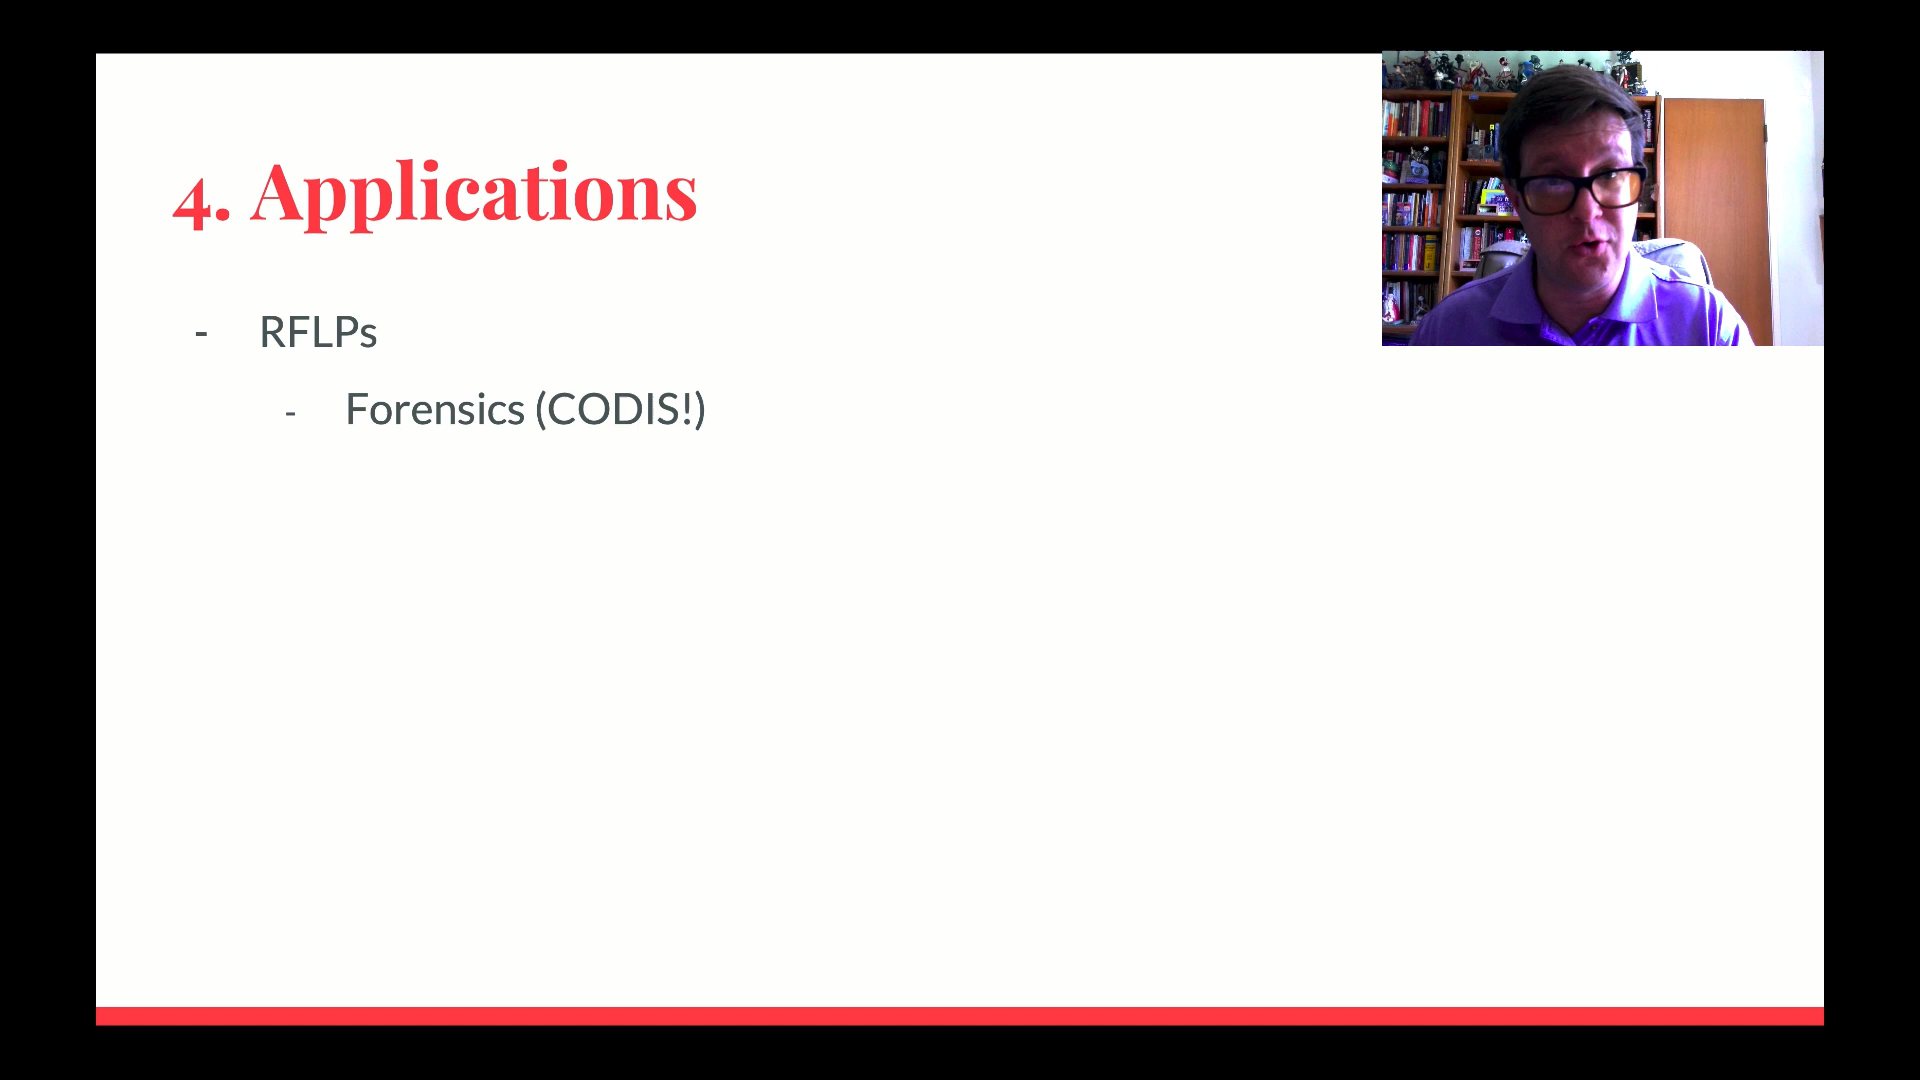 4. Applications
- RFLPs
- Forensics (CODIS!)